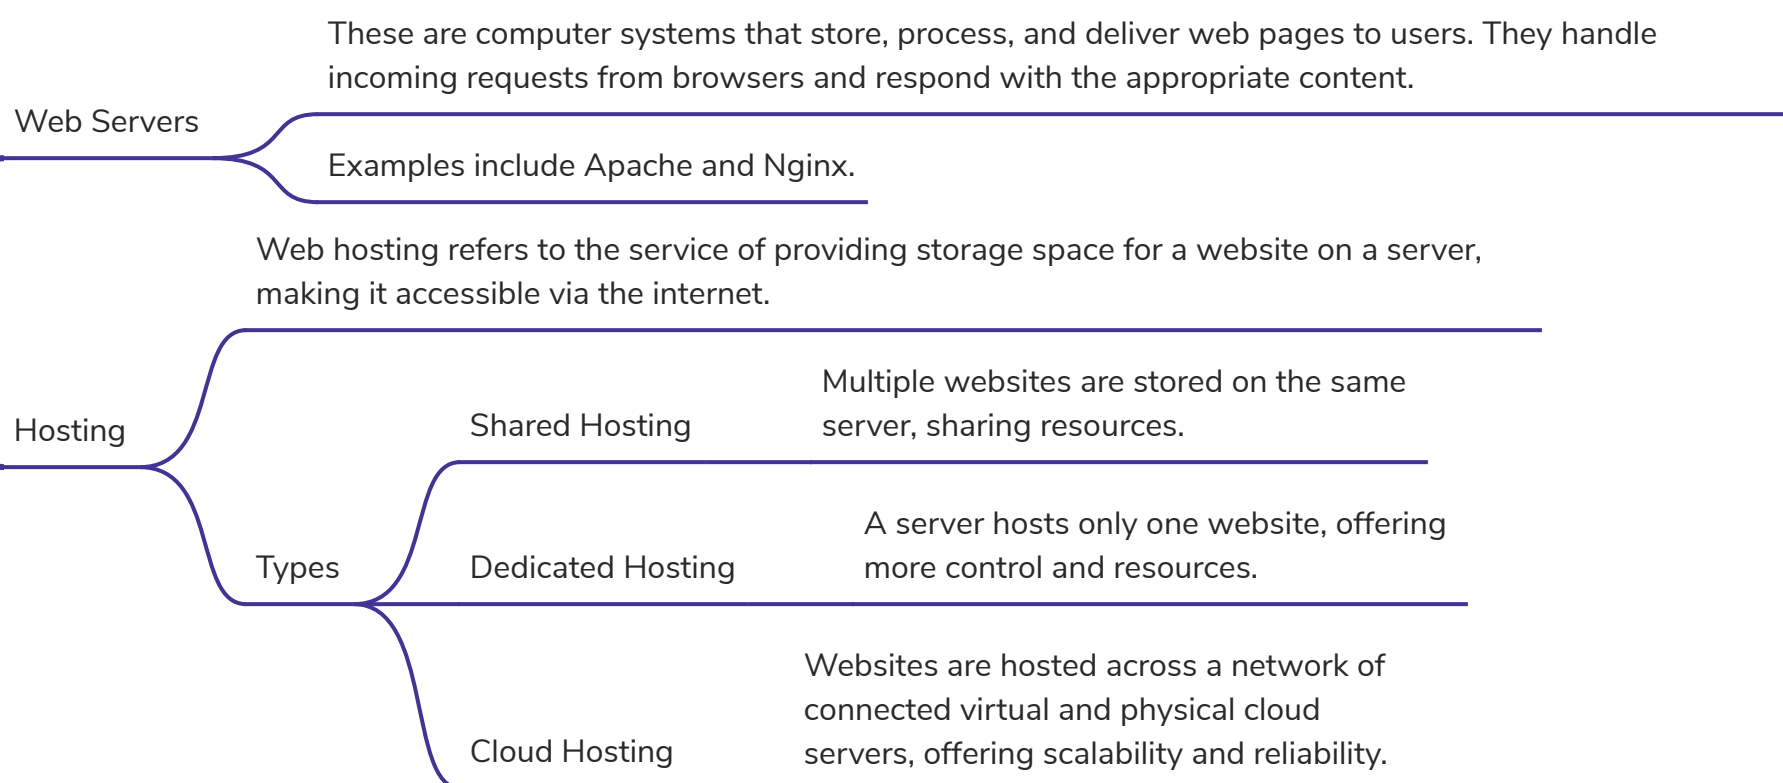 Web Servers
These are computer systems that store, process, and deliver web pages to users. They handle
incoming requests from browsers and respond with the appropriate content.
Examples include Apache and Nginx.
Hosting
Web hosting refers to the service of providing storage space for a website on a server,
making it accessible via the internet.
Types
Shared Hosting
Multiple websites are stored on the same
server, sharing resources.
Dedicated Hosting
A server hosts only one website, offering
more control and resources.
Cloud Hosting
Websites are hosted across a network of
connected virtual and physical cloud
servers, offering scalability and reliability.